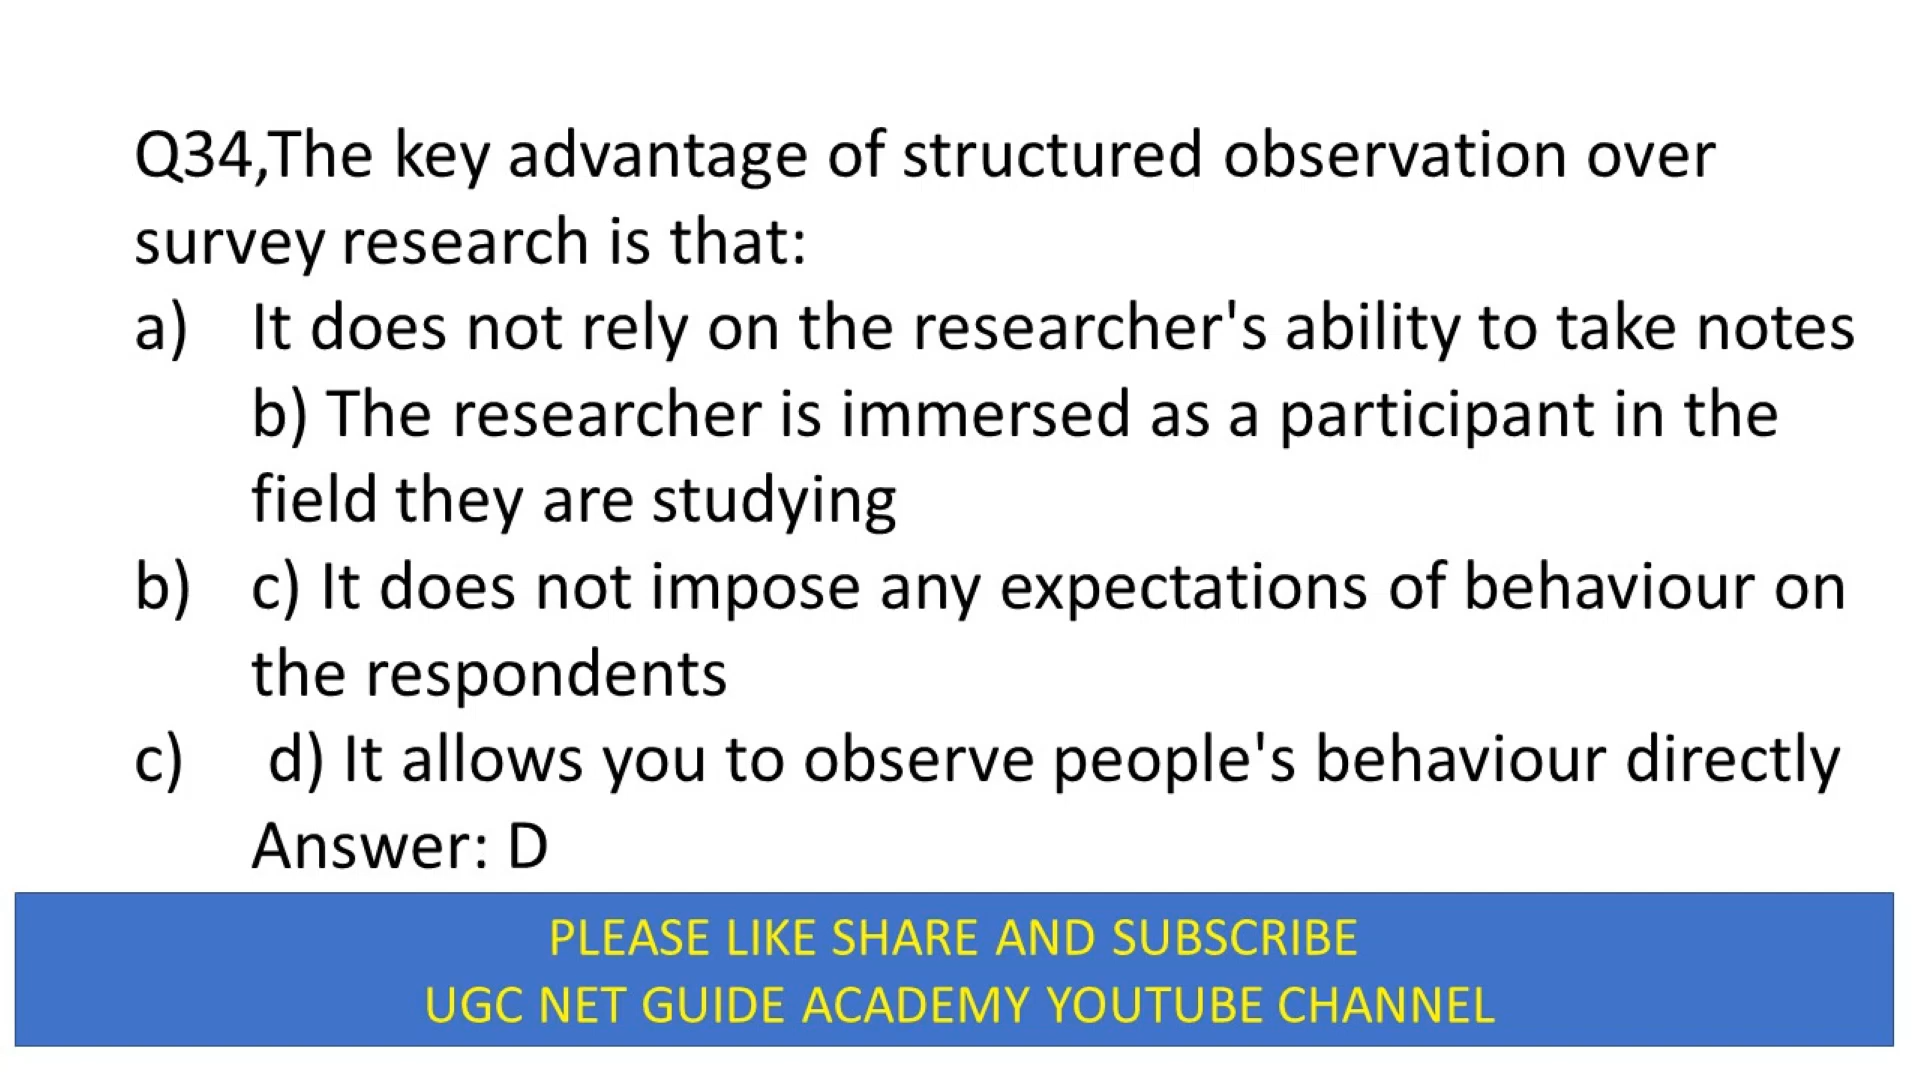 Q34,The key advantage of structured observation over
survey research is that:
a) It does not rely on the researcher's ability to take notes
b) The researcher is immersed as a participant in the
field they are studying
b) c) It does not impose any expectations of behaviour on
the respondents
c) d) It allows you to observe people's behaviour directly
Answer: D
PLEASE LIKE SHARE AND SUBSCRIBE
UGC NET GUIDE ACADEMY YOUTUBE CHANNEL